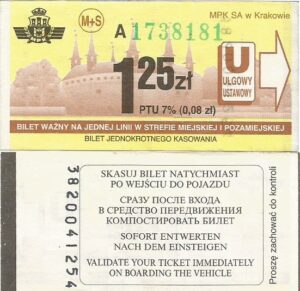 MPK SA w Krakowie
M+S
A 1738181
1 25 zł
PTU 7% (0,08 zł)
U
ULGOWY
USTAWOWY
BILET WAŻNY NA JEDNEJ LINII W STREFIE MIEJSKIEJ I POZAMIEJSKIEJ
BILET JEDNOKROTNEGO KASOWANIA
3820041254
SKASUJ BILET NATYCHMIAST
PO WEJŚCIU DO POJAZDU
СРАЗУ ПОСЛЕ ВХОДА
В СРЕДСТВО ПЕРЕДВИЖЕНИЯ
КОМПОСТИРОВАТЬ БИЛЕТ
SOFORT ENTWERTEN
NACH DEM EINSTEIGEN
VALIDATE YOUR TICKET IMMEDIATELY
ON BOARDING THE VEHICLE
Proszę zachować do kontroli